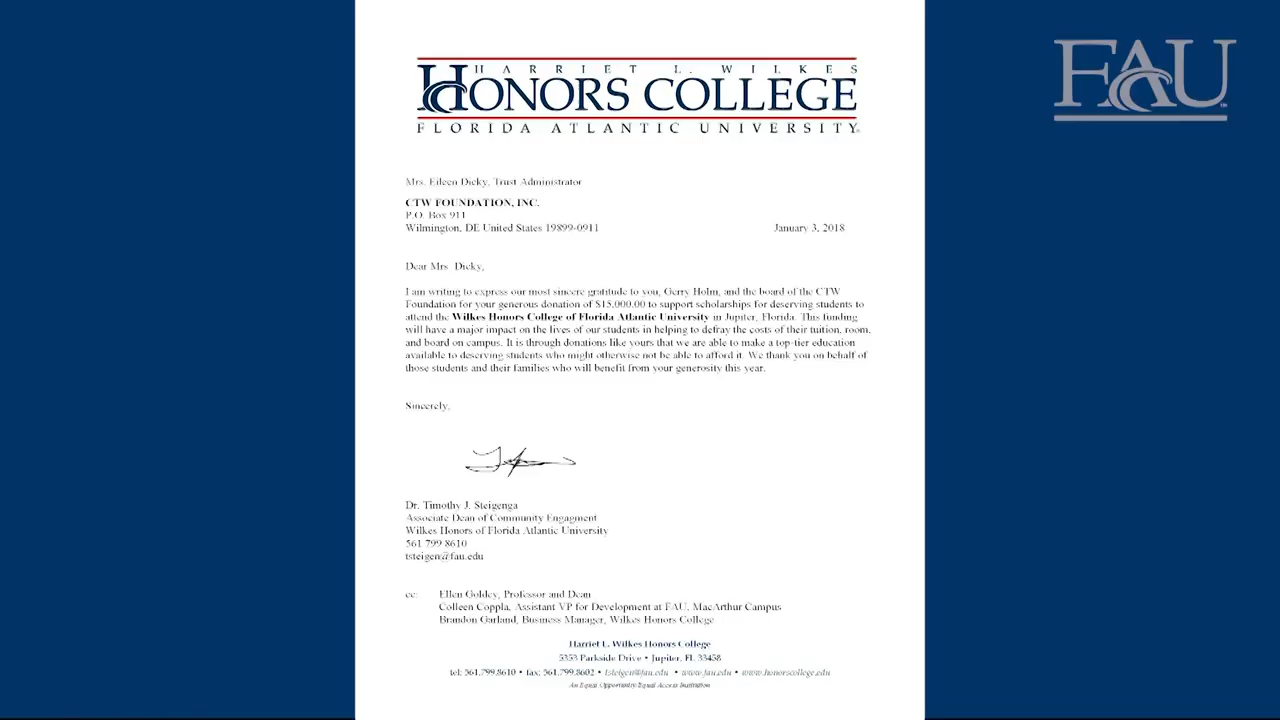 HARRIET L. WILKES
HONORS COLLEGE
FLORIDA ATLANTIC UNIVERSITY
FAU
Mrs. Eileen Dicky, Trust Administrator
CTW FOUNDATION, INC.
P.O. Box 911
Wilmington, DE United States 19899-0911 January 3, 2018
Dear Mrs Dicky,
I am writing to express our most sincere gratitude to you, Gerry Holm, and the board of the CTW
Foundation for your generous donation of $15,000.00 to support scholarships for deserving students to
attend the Wilkes Honors College of Florida Atlantic University in Jupiter, Florida. This funding
will have a major impact on the lives of our students in helping to defray the costs of their tuition, room,
and board on campus. It is through donations like yours that we are able to make a top-tier education
available to deserving students who might otherwise not be able to afford it. We thank you on behalf of
those students and their families who will benefit from your generosity this year.
Sincerely,
Dr. Timothy J. Steigenga
Associate Dean of Community Engagment
Wilkes Honors of Florida Atlantic University
561 799 8610
tsteigen@fau.edu
cc: Ellen Goldey, Professor and Dean
Colleen Coppla, Assistant VP for Development at FAU, MacArthur Campus
Brandon Garland, Business Manager, Wilkes Honors College
Harriet L. Wilkes Honors College
5353 Parkside Drive • Jupiter, FL 33458
tel: 561.799.8610 • fax: 561.799.8602 • tsteigen@fau.edu • www.fau.edu • www.honorscollege.edu
An Equal Opportunity/Equal Access Institution